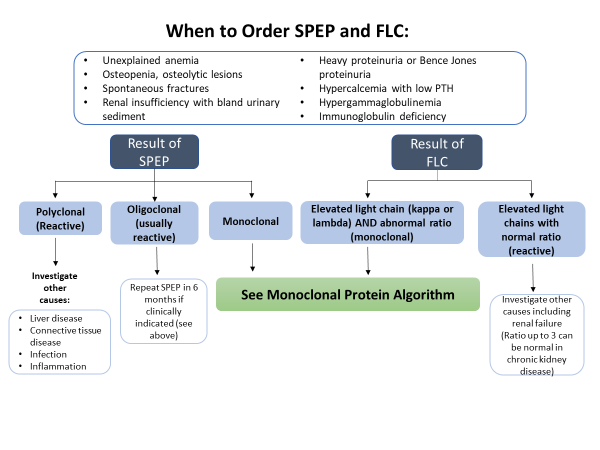 When to Order SPEP and FLC:
• Unexplained anemia
• Osteopenia, osteolytic lesions
• Spontaneous fractures
• Renal insufficiency with bland urinary
sediment
• Heavy proteinuria or Bence Jones
proteinuria
• Hypercalcemia with low PTH
• Hypergammaglobulinemia
• Immunoglobulin deficiency
Result of
SPEP
Result of
FLC
Polyclonal
(Reactive)
Oligoclonal
(usually
reactive)
Monoclonal
Elevated light chain (kappa or
lambda) AND abnormal ratio
(monoclonal)
Elevated light
chains with
normal ratio
(reactive)
Investigate
other
causes:
• Liver disease
• Connective tissue
disease
• Infection
• Inflammation
Repeat SPEP in 6
months if
clinically
indicated (see
above)
See Monoclonal Protein Algorithm
Investigate other
causes including
renal failure
(Ratio up to 3 can
be normal in
chronic kidney
disease)